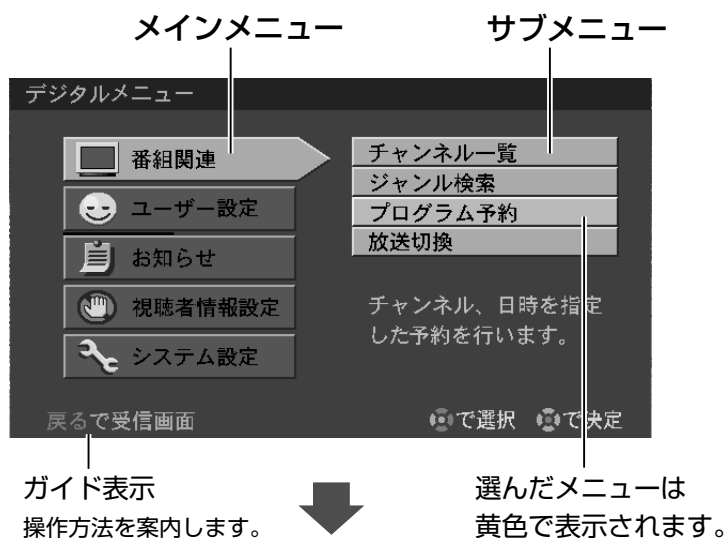 メインメニュー
サブメニュー
デジタルメニュー
番組関連
ユーザー設定
お知らせ
視聴者情報設定
システム設定
チャンネル一覧
ジャンル検索
プログラム予約
放送切換
チャンネル、日時を指定
した予約を行います。
戻るで受信画面
で選択
で決定
ガイド表示
操作方法を案内します。
選んだメニューは
黄色で表示されます。